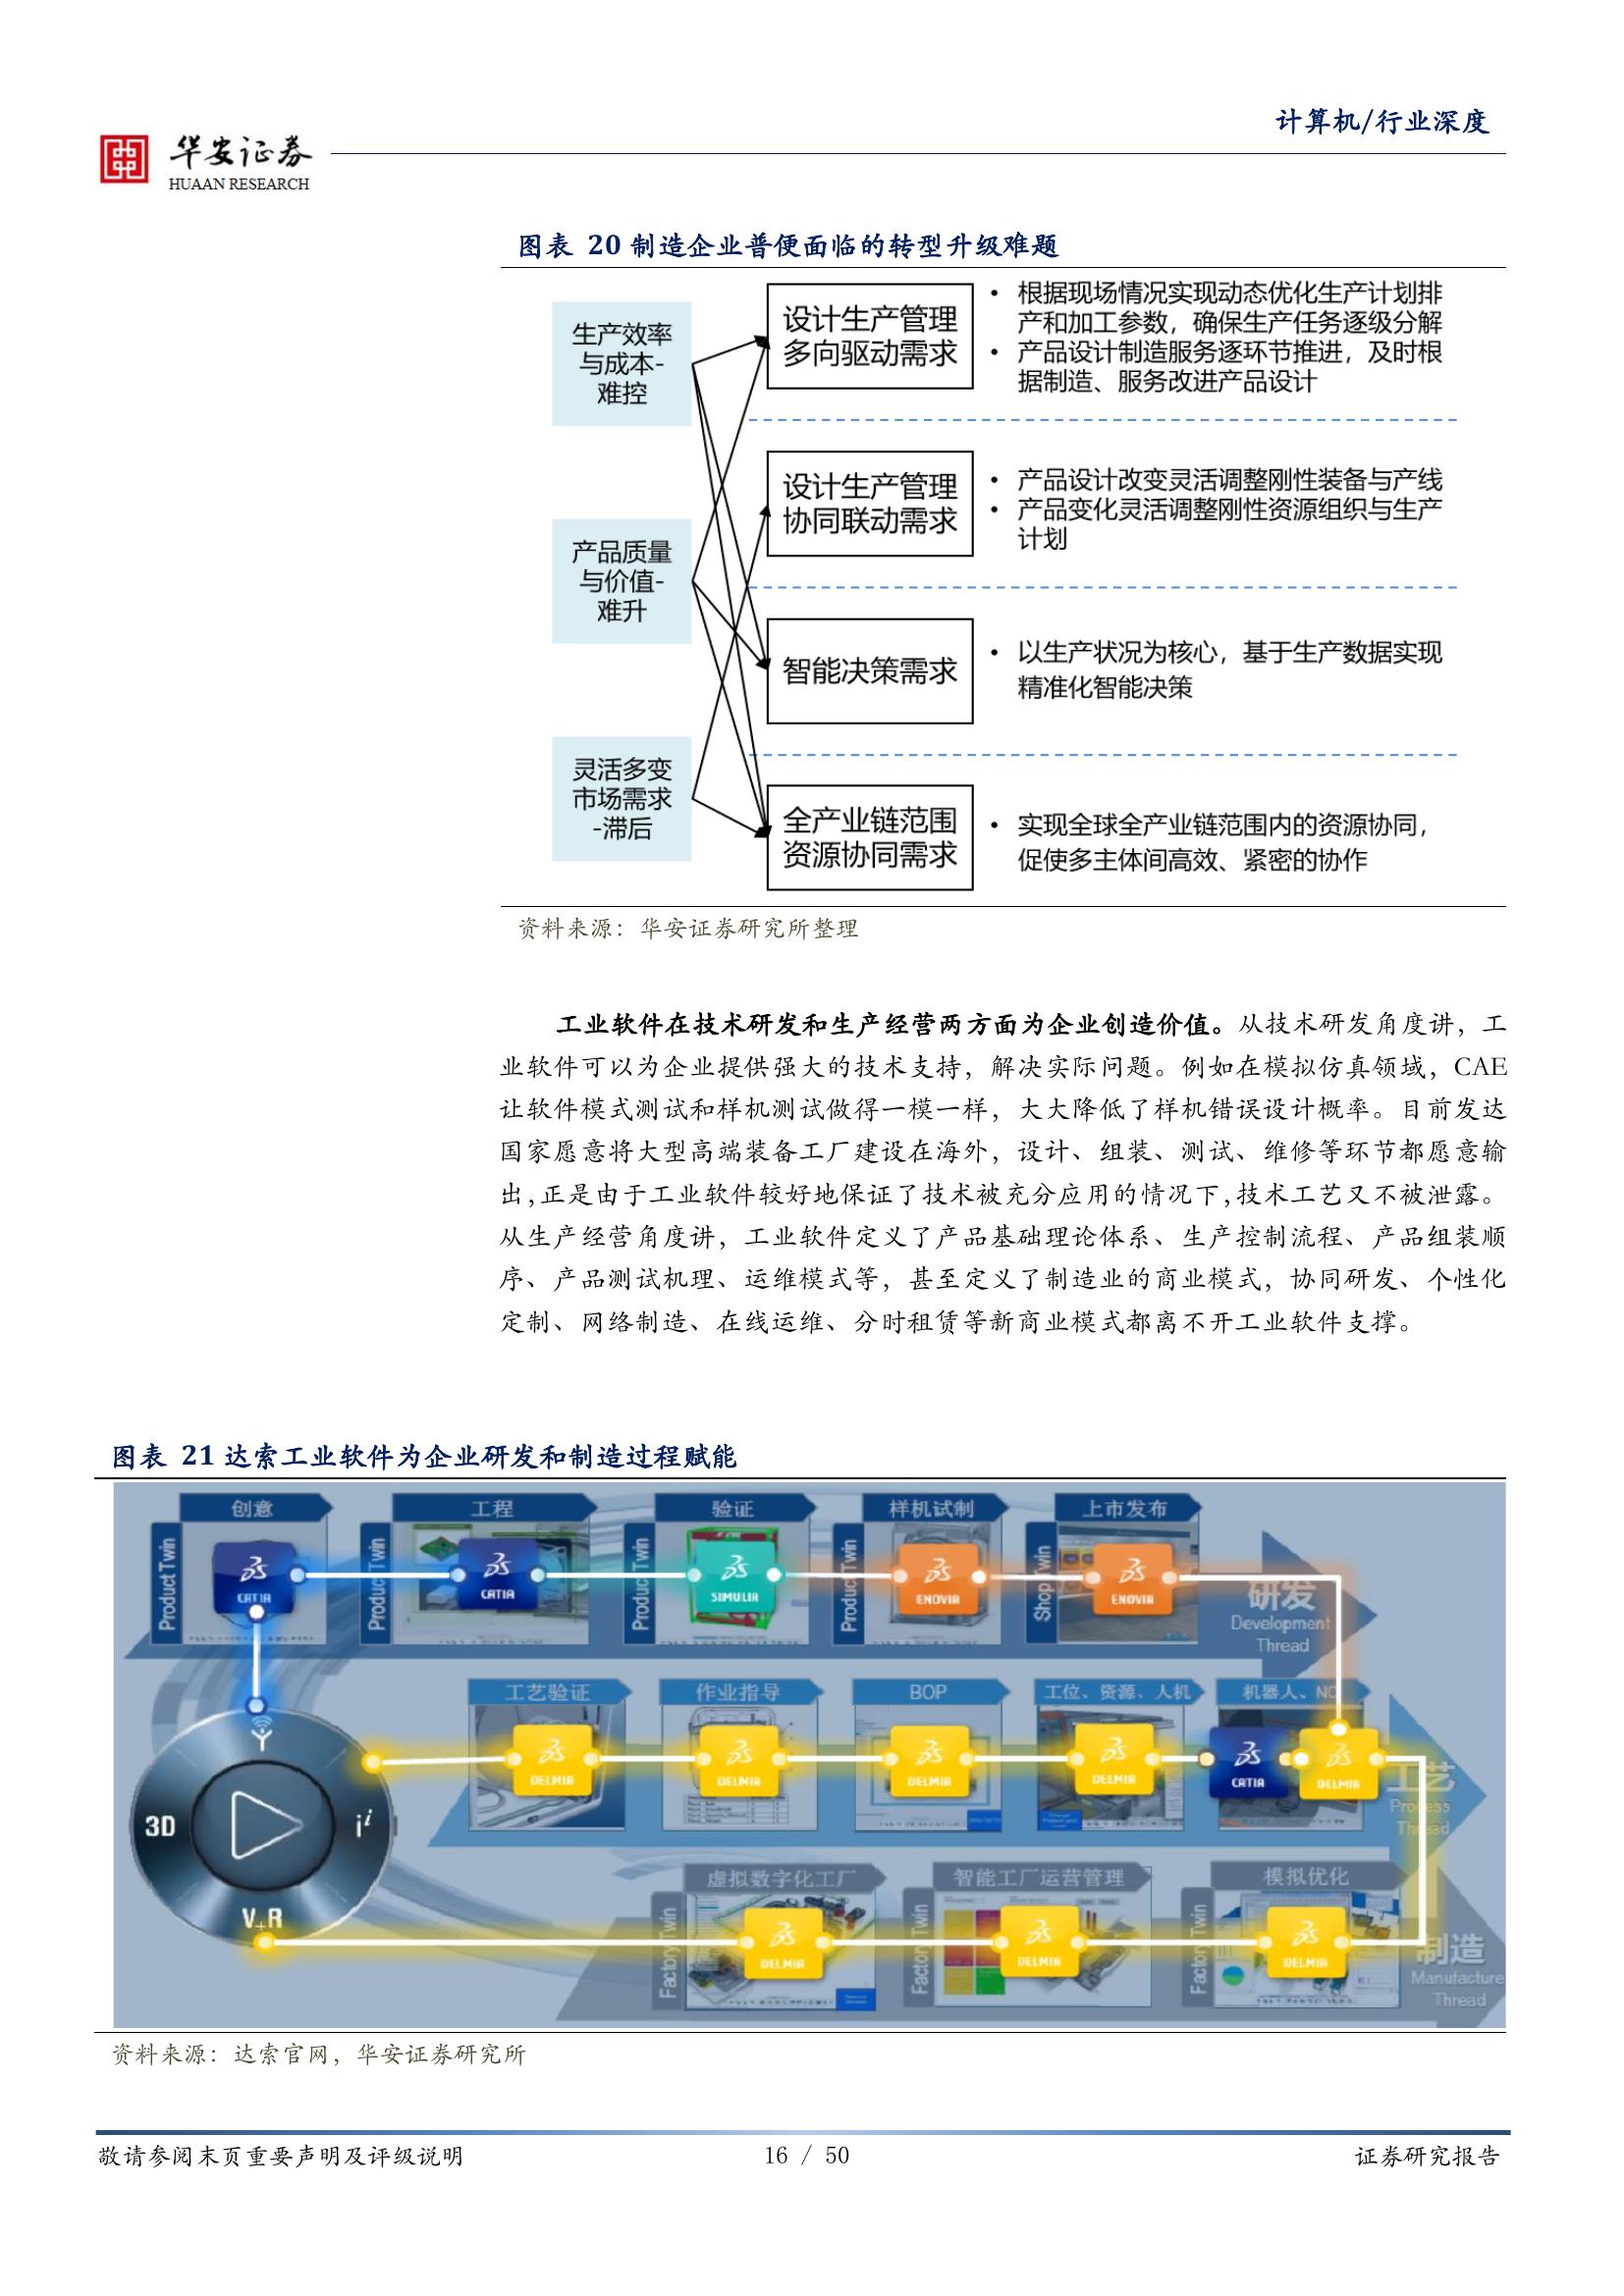 计算机/行业深度
华安证券
HUAAN RESEARCH
图表 20 制造企业普便面临的转型升级难题
生产效率
与成本-
难控
产品质量
与价值-
难升
灵活多变
市场需求
-滞后
设计生产管理
多向驱动需求
• 根据现场情况实现动态优化生产计划排
产和加工参数，确保生产任务逐级分解
• 产品设计制造服务逐环节推进，及时根
据制造、服务改进产品设计
设计生产管理
协同联动需求
• 产品设计改变灵活调整刚性装备与产线
• 产品变化灵活调整刚性资源组织与生产
计划
智能决策需求
• 以生产状况为核心，基于生产数据实现
精准化智能决策
全产业链范围
资源协同需求
• 实现全球全产业链范围内的资源协同，
促使多主体间高效、紧密的协作
资料来源：华安证券研究所整理
工业软件在技术研发和生产经营两方面为企业创造价值。从技术研发角度讲，工
业软件可以为企业提供强大的技术支持，解决实际问题。例如在模拟仿真领域，CAE
让软件模式测试和样机测试做得一模一样，大大降低了样机错误设计概率。目前发达
国家愿意将大型高端装备工厂建设在海外，设计、组装、测试、维修等环节都愿意输
出,正是由于工业软件较好地保证了技术被充分应用的情况下,技术工艺又不被泄露。
从生产经营角度讲，工业软件定义了产品基础理论体系、生产控制流程、产品组装顺
序、产品测试机理、运维模式等，甚至定义了制造业的商业模式，协同研发、个性化
定制、网络制造、在线运维、分时租赁等新商业模式都离不开工业软件支撑。
图表 21 达索工业软件为企业研发和制造过程赋能
创意
工程
验证
样机试制
上市发布
Product Twin
CATIA
Product Twin
CATIA
Product Twin
SIMULIA
Product Twin
ENOVIA
Shop Twin
ENOVIA
研发
Development
Thread
工艺验证
作业指导
BOP
工位、资源、人机
机器人、NC
DELMIA
DELMIA
DELMIA
DELMIA
CATIA
DELMIA
工艺
Process
Thread
3D
i
V+R
虚拟数字化工厂
智能工厂运营管理
模拟优化
Factory Twin
DELMIA
Factory Twin
DELMIA
Factory Twin
DELMIA
制造
Manufacture
Thread
资料来源：达索官网，华安证券研究所
敬请参阅末页重要声明及评级说明
16 / 50
证券研究报告